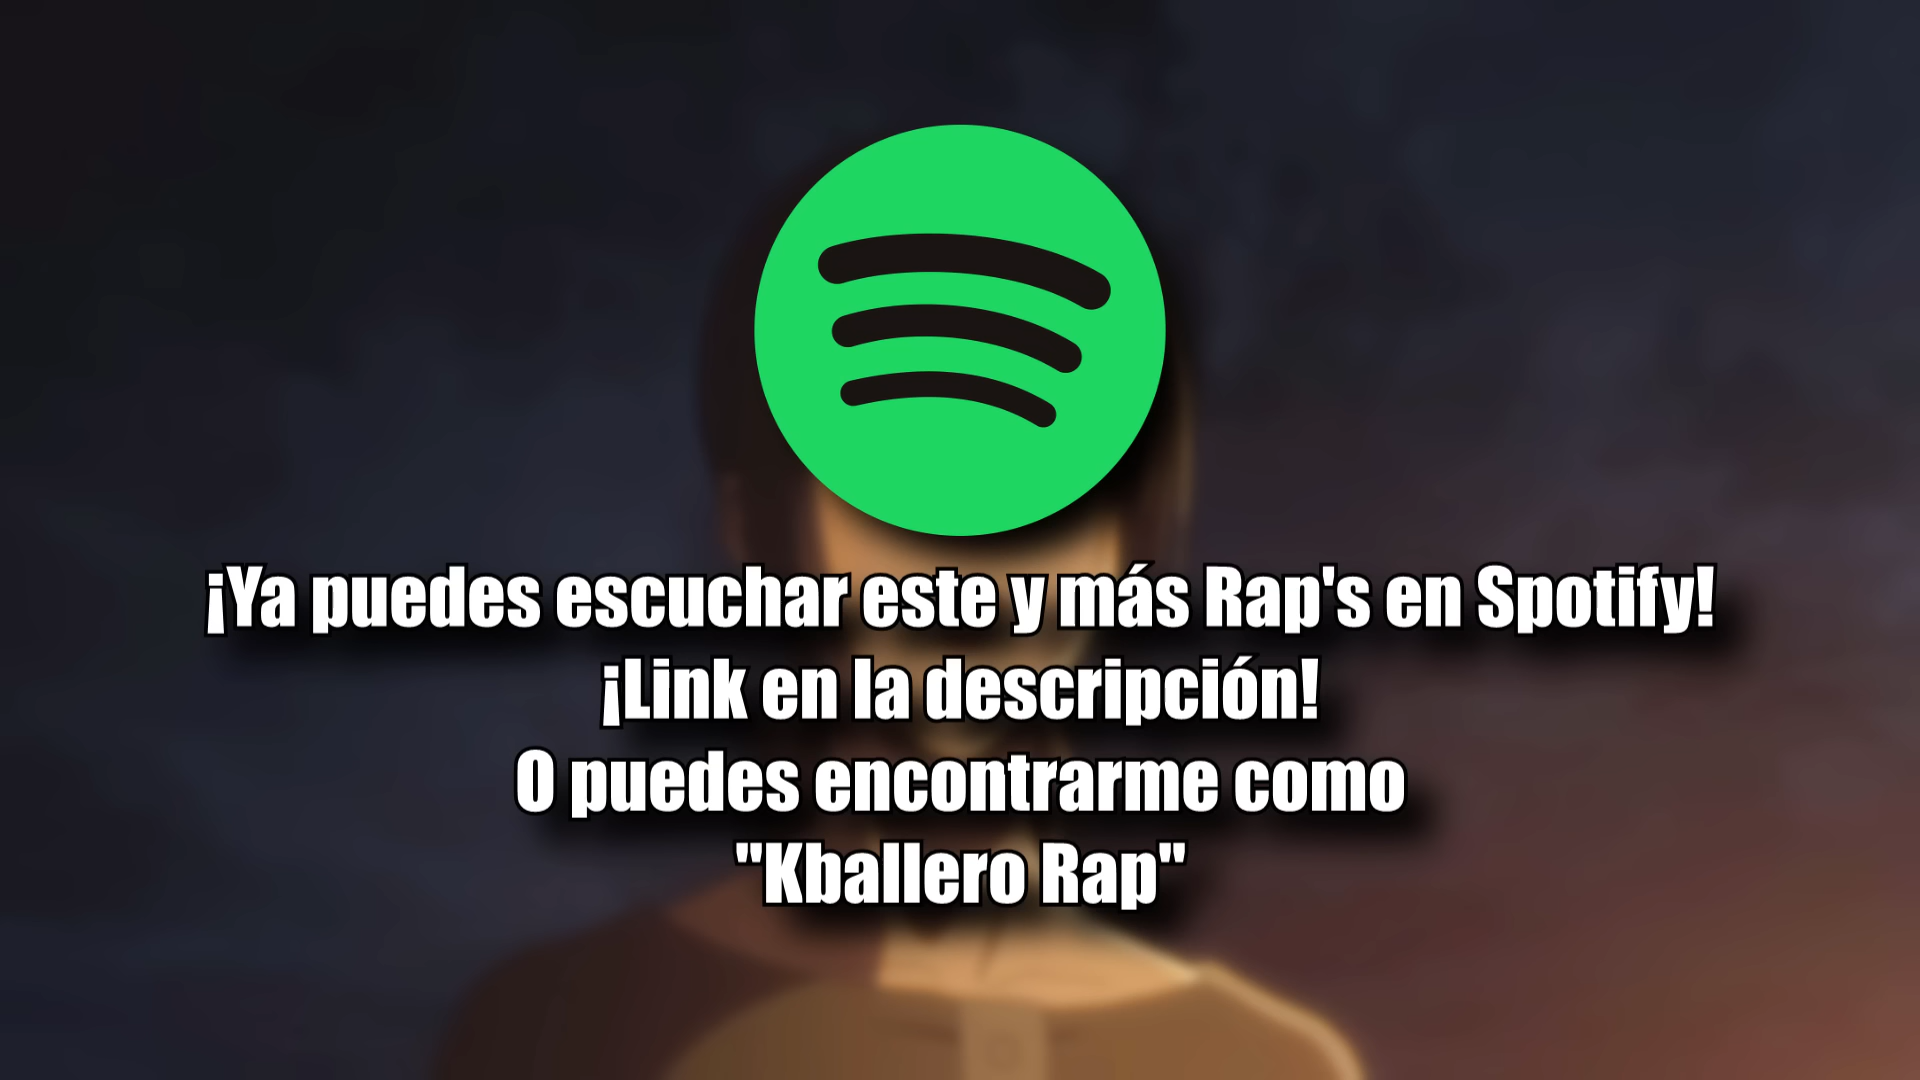 ¡Ya puedes escuchar este y más Rap's en Spotify!
¡Link en la descripción!
O puedes encontrarme como
"Kballero Rap"